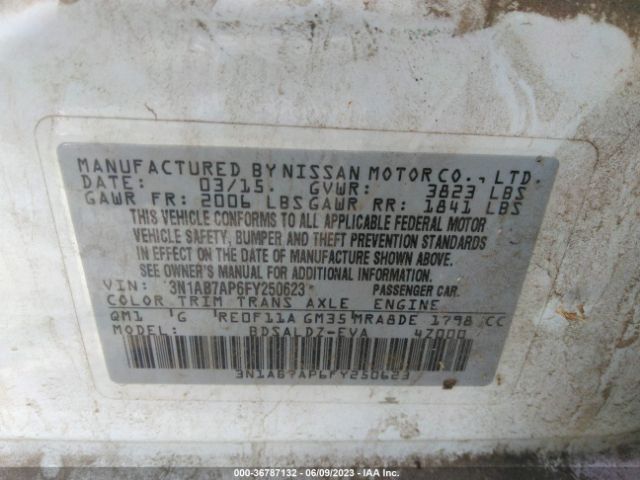 MANUFACTURED BY NISSAN MOTOR CO., LTD.
DATE: 03/15. GVWR: 3823 LBS
GAWR FR: 2006 LBS GAWR RR: 1841 LBS
THIS VEHICLE CONFORMS TO ALL APPLICABLE FEDERAL MOTOR
VEHICLE SAFETY, BUMPER AND THEFT PREVENTION STANDARDS
IN EFFECT ON THE DATE OF MANUFACTURE SHOWN ABOVE.
SEE OWNER'S MANUAL FOR ADDITIONAL INFORMATION.
VIN: 3N1AB7AP6FY250623* PASSENGER CAR.
COLOR TRIM TRANS AXLE ENGINE
QM1 G RE0F11A GM35 MRA8DE 1798 CC
MODEL: BDSALDZ-EVA 47000
3N1AB7AP6FY250623
000-36787132 - 06/09/2023 - IAA Inc.